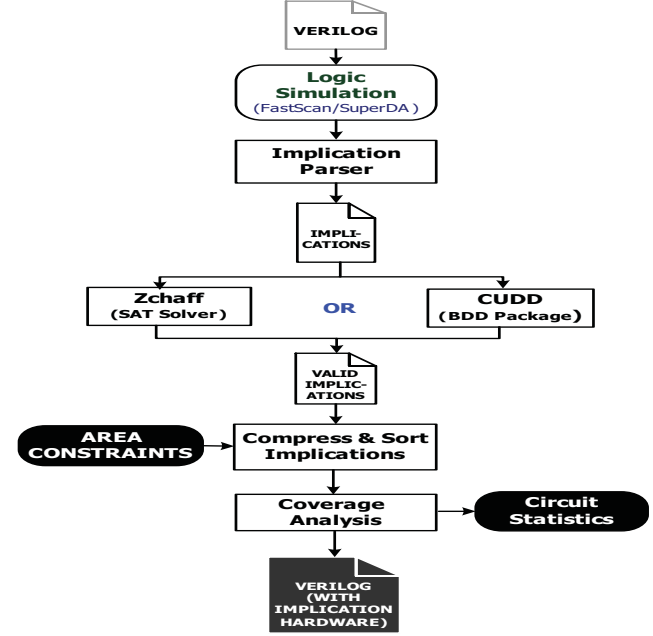 VERILOG
Logic
Simulation
(FastScan/SuperDA)
Implication
Parser
IMPLI-
CATIONS
Zchaff
(SAT Solver)
OR
CUDD
(BDD Package)
VALID
IMPLIC-
ATIONS
AREA
CONSTRAINTS
Compress & Sort
Implications
Coverage
Analysis
Circuit
Statistics
VERILOG
(WITH
IMPLICATION
HARDWARE)